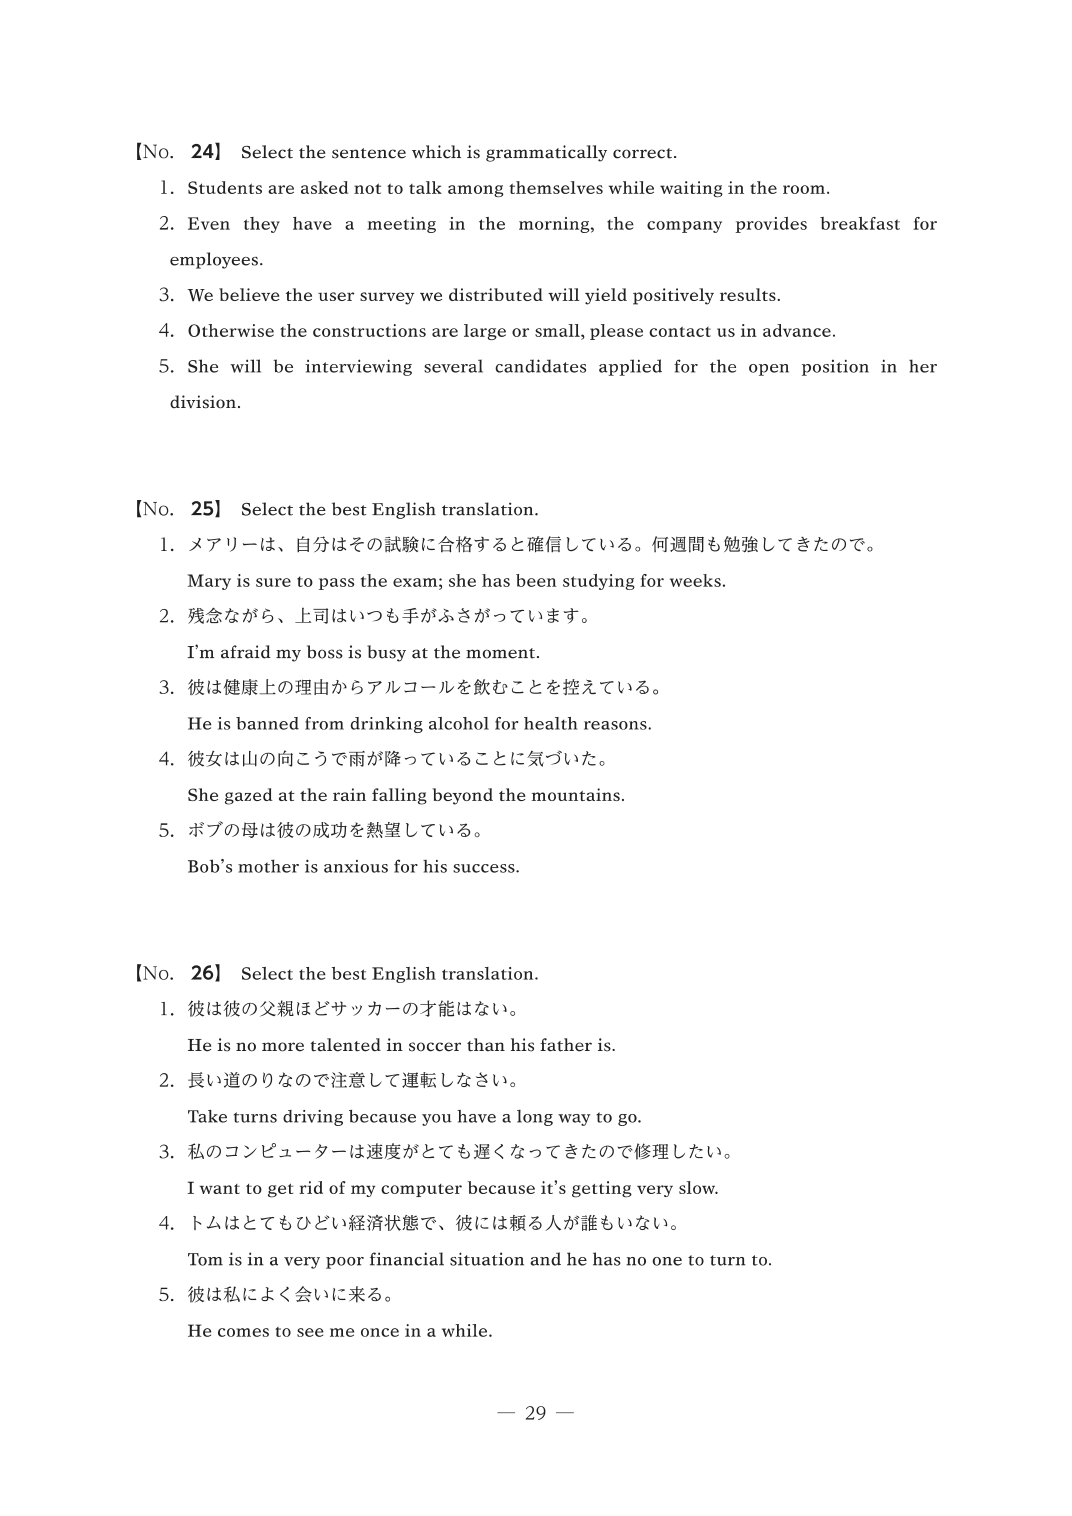 【No. 24】 Select the sentence which is grammatically correct.
1. Students are asked not to talk among themselves while waiting in the room.
2. Even they have a meeting in the morning, the company provides breakfast for
employees.
3. We believe the user survey we distributed will yield positively results.
4. Otherwise the constructions are large or small, please contact us in advance.
5. She will be interviewing several candidates applied for the open position in her
division.
【No. 25】 Select the best English translation.
1. メアリーは、自分はその試験に合格すると確信している。何週間も勉強してきたので。
Mary is sure to pass the exam; she has been studying for weeks.
2. 残念ながら、上司はいつも手がふさがっています。
I'm afraid my boss is busy at the moment.
3. 彼は健康上の理由からアルコールを飲むことを控えている。
He is banned from drinking alcohol for health reasons.
4. 彼女は山の向こうで雨が降っていることに気づいた。
She gazed at the rain falling beyond the mountains.
5. ボブの母は彼の成功を熱望している。
Bob's mother is anxious for his success.
【No. 26】 Select the best English translation.
1. 彼は彼の父親ほどサッカーの才能はない。
He is no more talented in soccer than his father is.
2. 長い道のりなので注意して運転しなさい。
Take turns driving because you have a long way to go.
3. 私のコンピューターは速度がとても遅くなってきたので修理したい。
I want to get rid of my computer because it's getting very slow.
4. トムはとてもひどい経済状態で、彼には頼る人が誰もいない。
Tom is in a very poor financial situation and he has no one to turn to.
5. 彼は私によく会いに来る。
He comes to see me once in a while.
— 29 —